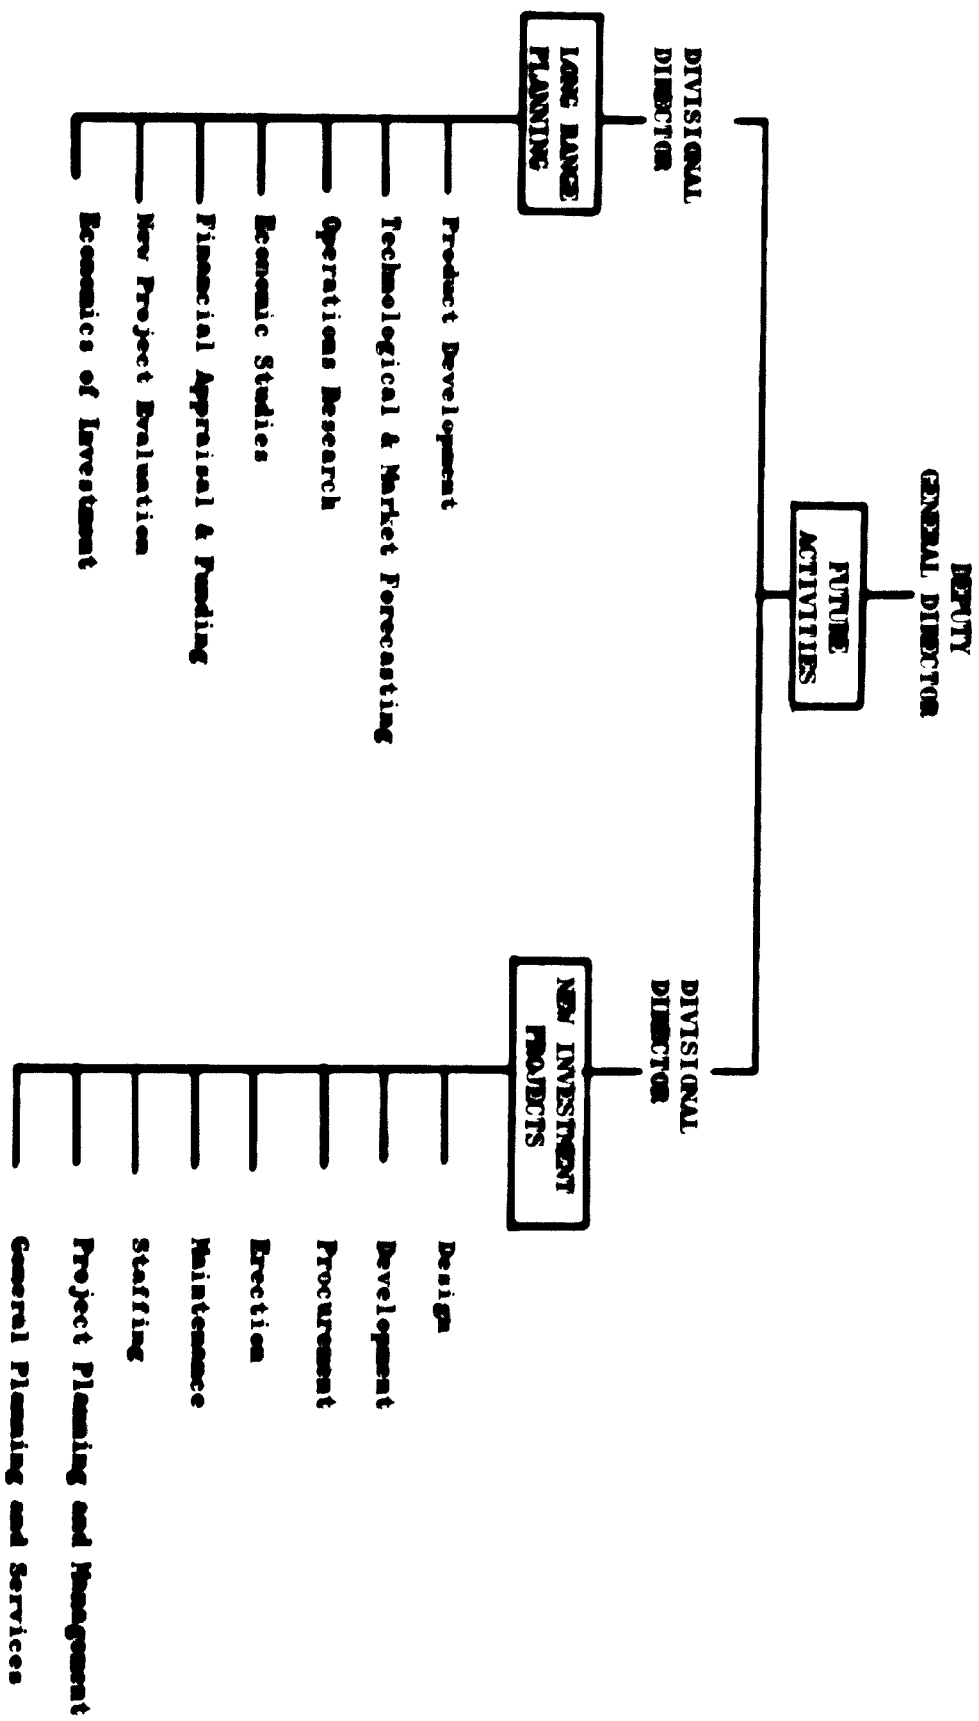 DEPUTY
GENERAL DIRECTOR
FUTURE
ACTIVITIES
DIVISIONAL
DIRECTOR
LONG RANGE
PLANNING
Product Development
Technological & Market Forecasting
Operations Research
Economic Studies
Financial Appraisal & Funding
New Project Evaluation
Economics of Investment
DIVISIONAL
DIRECTOR
NEW INVESTMENT
PROJECTS
Design
Development
Procurement
Erection
Maintenance
Staffing
Project Planning and Management
General Planning and Services